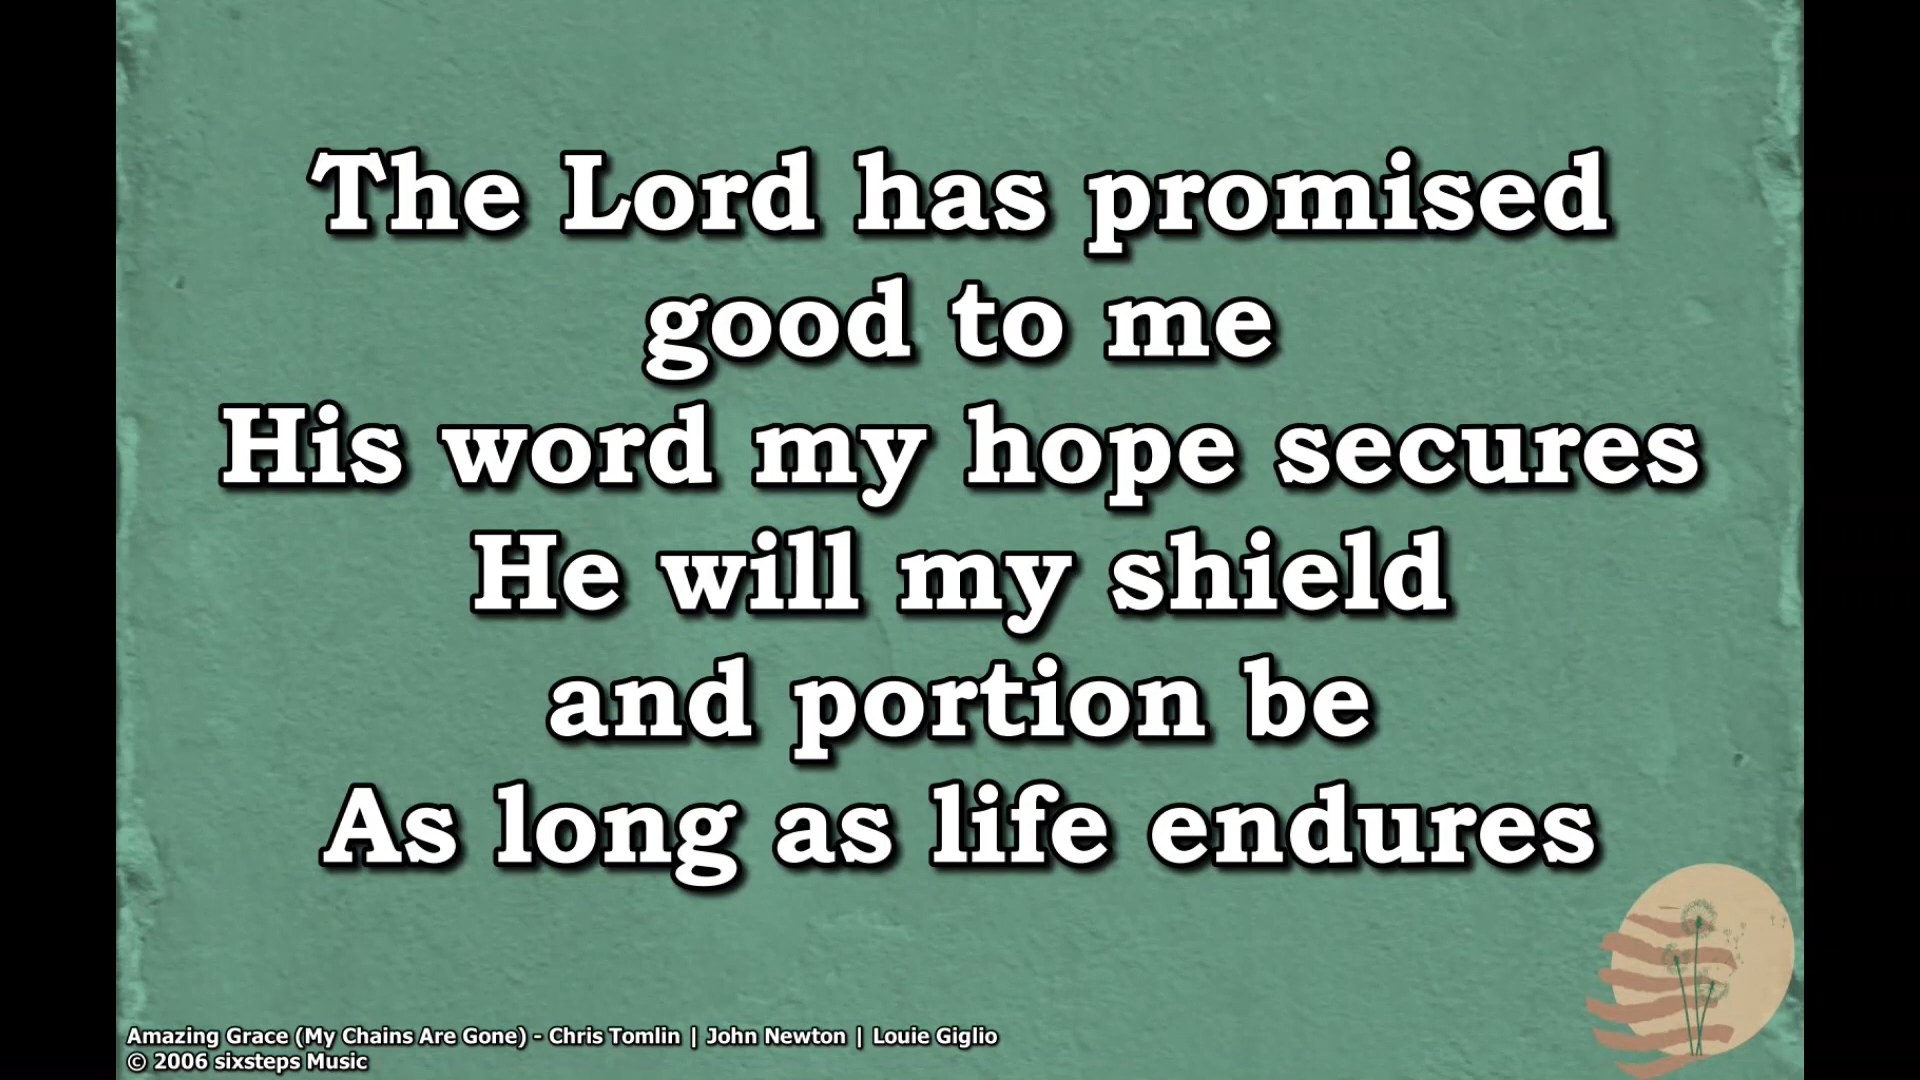 The Lord has promised
good to me
His word my hope secures
He will my shield
and portion be
As long as life endures
Amazing Grace (My Chains Are Gone) - Chris Tomlin | John Newton | Louie Giglio
© 2006 sixsteps Music